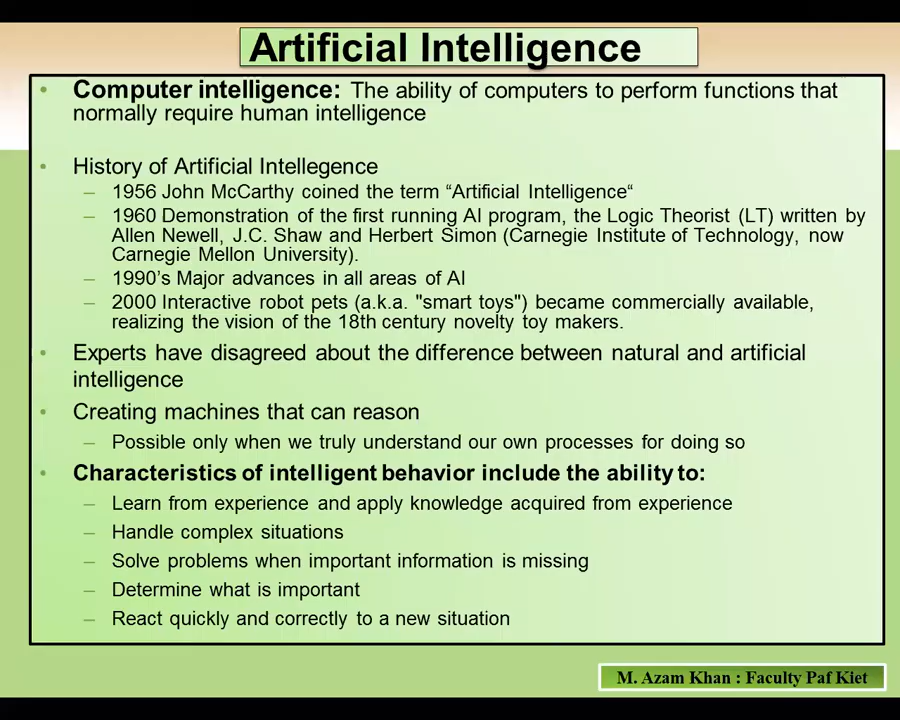 Artificial Intelligence
• Computer intelligence: The ability of computers to perform functions that
normally require human intelligence
• History of Artificial Intellegence
– 1956 John McCarthy coined the term “Artificial Intelligence“
– 1960 Demonstration of the first running AI program, the Logic Theorist (LT) written by
Allen Newell, J.C. Shaw and Herbert Simon (Carnegie Institute of Technology, now
Carnegie Mellon University).
– 1990’s Major advances in all areas of AI
– 2000 Interactive robot pets (a.k.a. "smart toys") became commercially available,
realizing the vision of the 18th century novelty toy makers.
• Experts have disagreed about the difference between natural and artificial
intelligence
• Creating machines that can reason
– Possible only when we truly understand our own processes for doing so
• Characteristics of intelligent behavior include the ability to:
– Learn from experience and apply knowledge acquired from experience
– Handle complex situations
– Solve problems when important information is missing
– Determine what is important
– React quickly and correctly to a new situation
M. Azam Khan : Faculty Paf Kiet